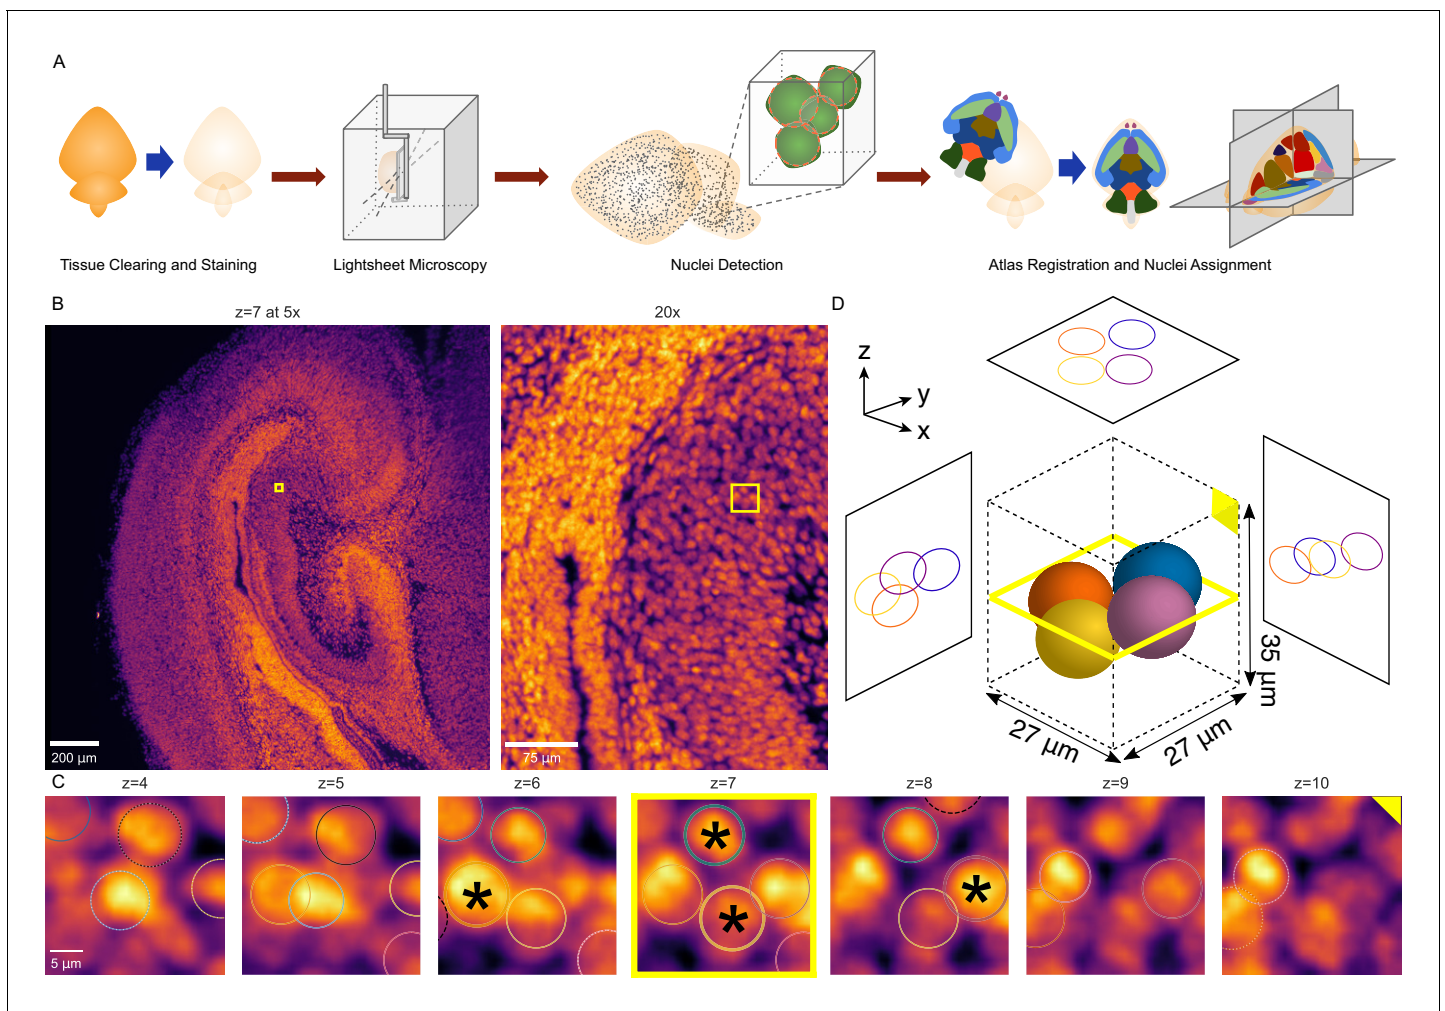 A
Tissue Clearing and Staining
Lightsheet Microscopy
Nuclei Detection
Atlas Registration and Nuclei Assignment
B
z=7 at 5x
20x
200 µm
75 µm
D
z
y
x
35 µm
27 µm
27 µm
C
z=4
z=5
z=6
z=7
z=8
z=9
z=10
*
*
*
*
5 µm